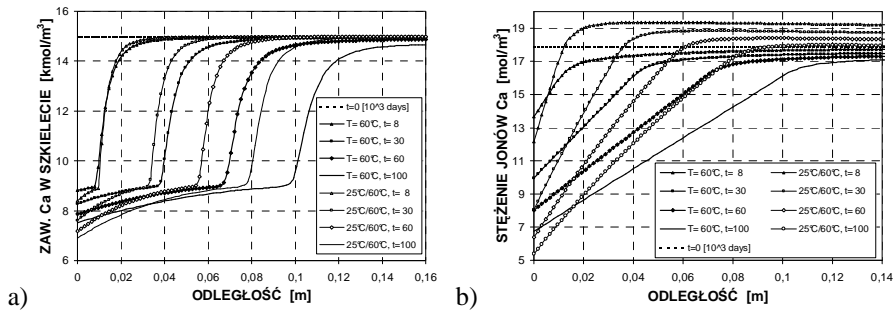 ZAW. Ca W SZKIELECIE [kmol/m³]
16
14
12
10
8
6
0
0,02
0,04
0,06
0,08
0,1
0,12
0,14
0,16
ODLEGŁOŚĆ [m]
t=0 [10^3 days]
T= 60°C, t= 8
T= 60°C, t= 30
T= 60°C, t= 60
T= 60°C, t=100
25°C/60°C, t= 8
25°C/60°C, t= 30
25°C/60°C, t= 60
25°C/60°C, t=100
a)
STĘŻENIE JONÓW Ca [mol/m³]
19
17
15
13
11
9
7
5
0
0,02
0,04
0,06
0,08
0,1
0,12
0,14
ODLEGŁOŚĆ [m]
T= 60°C, t= 8
25°C/60°C, t= 8
T= 60°C, t= 30
25°C/60°C, t= 30
T= 60°C, t= 60
25°C/60°C, t= 60
T= 60°C, t=100
25°C/60°C, t=100
t=0 [10^3 days]
b)